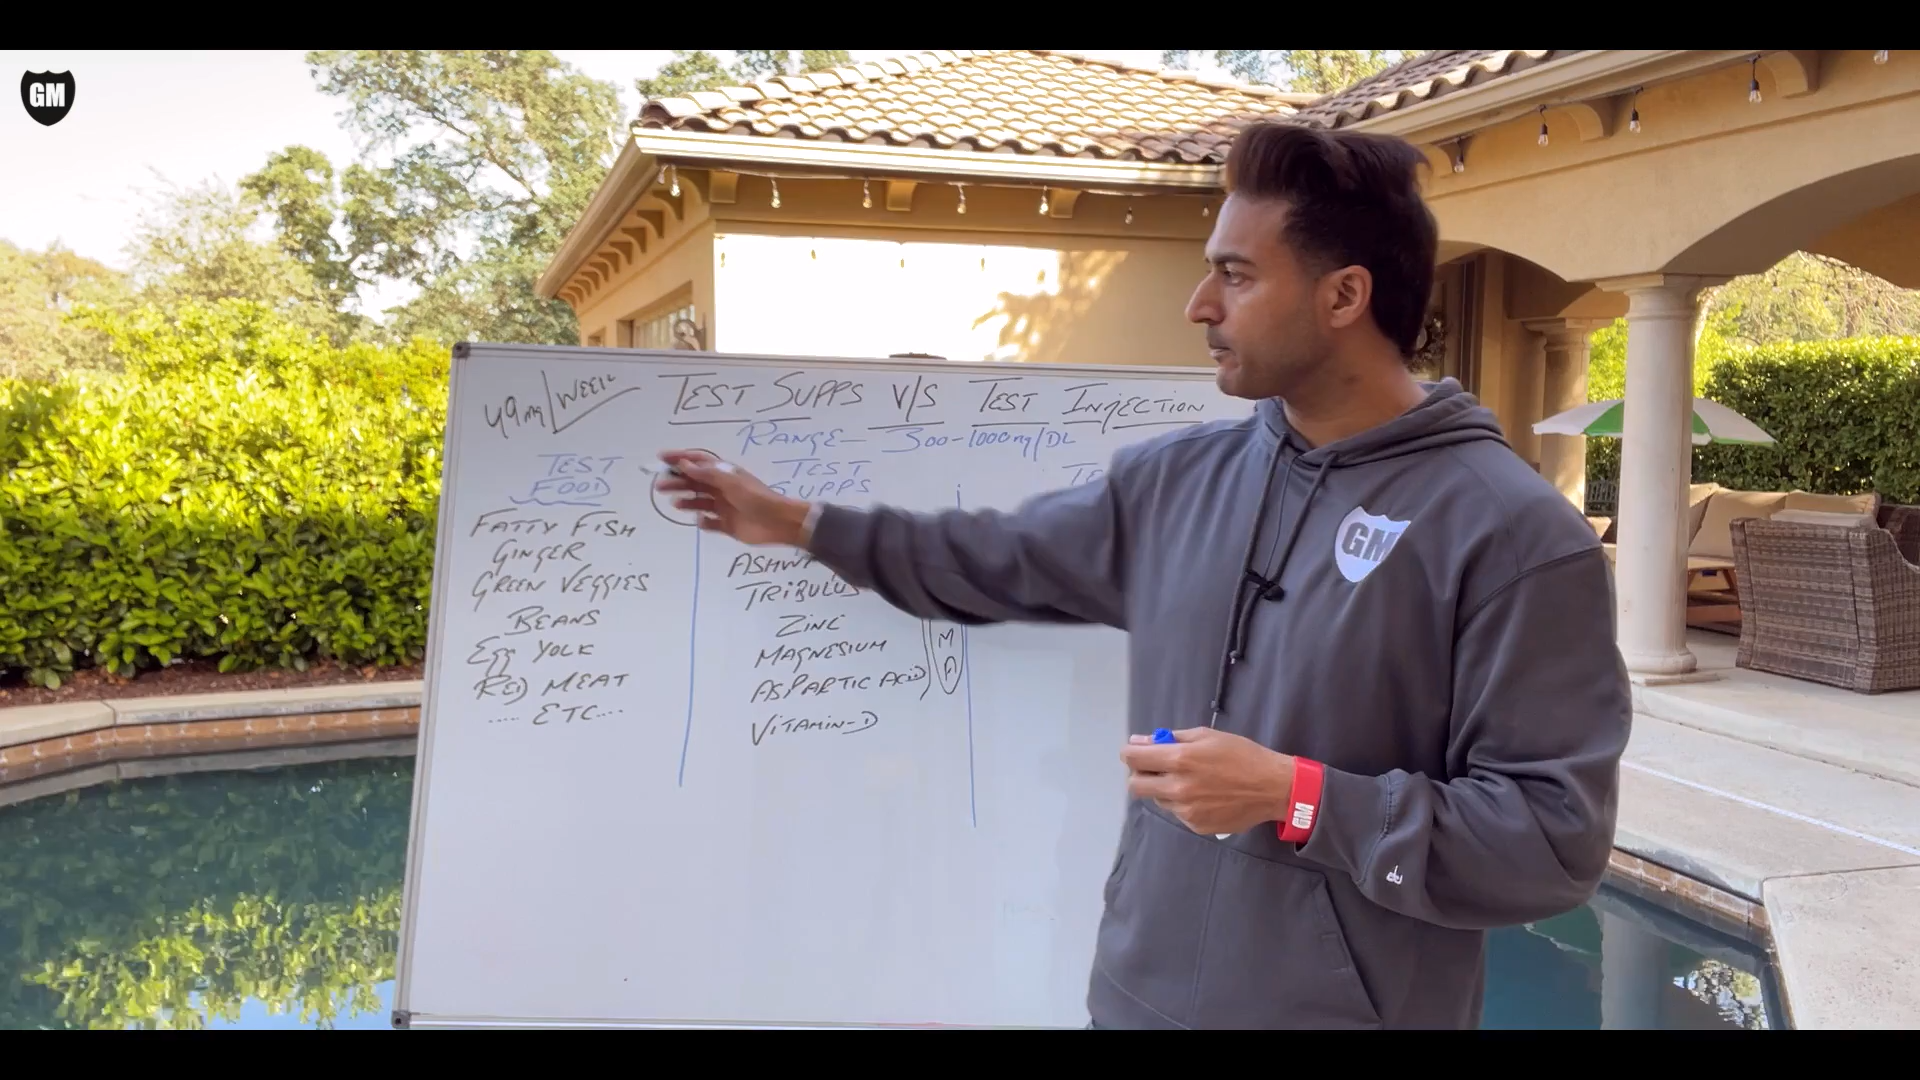 GM
49mg/WEEK
TEST SUPPS V/S TEST INJECTION
RANGE- 300-1000ng/DL
TEST
FOOD
FATTY FISH
GINGER
GREEN VEGGIES
BEANS
Egg YOLK
RED MEAT
.... ETC....
TEST
SUPPS
TRIBULUS
ZINC
MAGNESIUM
ASPARTIC ACID
VITAMIN-D
M
A
GM